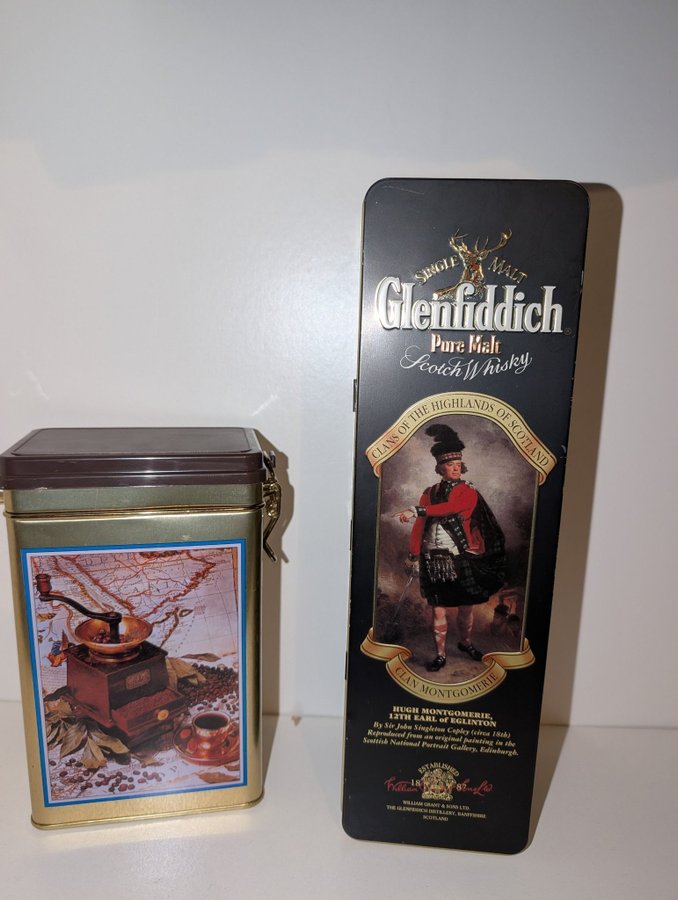 SINGLE MALT
Glenfiddich
Pure Malt
Scotch Whisky
CLANS OF THE HIGHLANDS OF SCOTLAND
CLAN MONTGOMERIE
HUGH MONTGOMERIE,
12TH EARL of EGLINTON
By Sir John Singleton Copley (circa 18th)
Reproduced from an original painting in the
Scottish National Portrait Gallery, Edinburgh.
ESTABLISHED
18 87
William
WILLIAM GRANT & SONS LTD.
THE GLENFIDDICH DISTILLERY, BANFFSHIRE
SCOTLAND